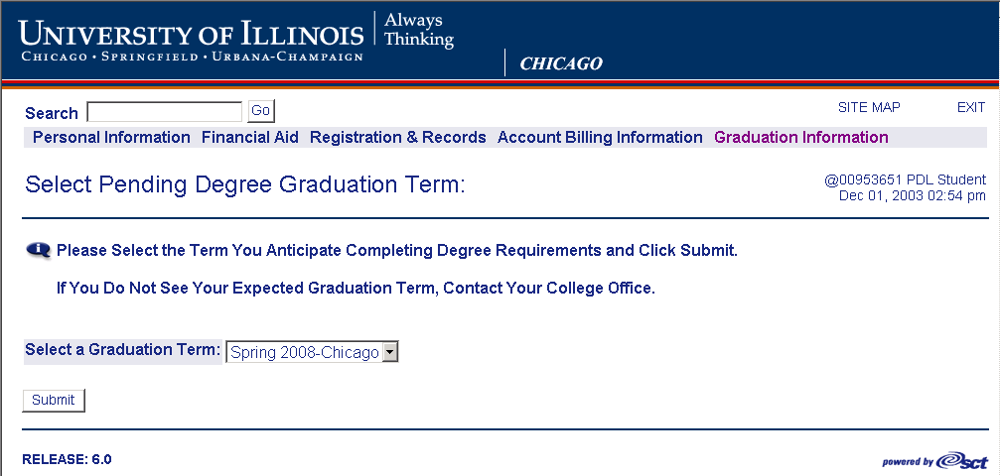 UNIVERSITY OF ILLINOIS
Always
Thinking
CHICAGO • SPRINGFIELD • URBANA-CHAMPAIGN
CHICAGO
Search Go
SITE MAP EXIT
Personal Information Financial Aid Registration & Records Account Billing Information Graduation Information
Select Pending Degree Graduation Term:
@00953651 PDL Student
Dec 01, 2003 02:54 pm
Please Select the Term You Anticipate Completing Degree Requirements and Click Submit.
If You Do Not See Your Expected Graduation Term, Contact Your College Office.
Select a Graduation Term: Spring 2008-Chicago
Submit
RELEASE: 6.0
powered by sct